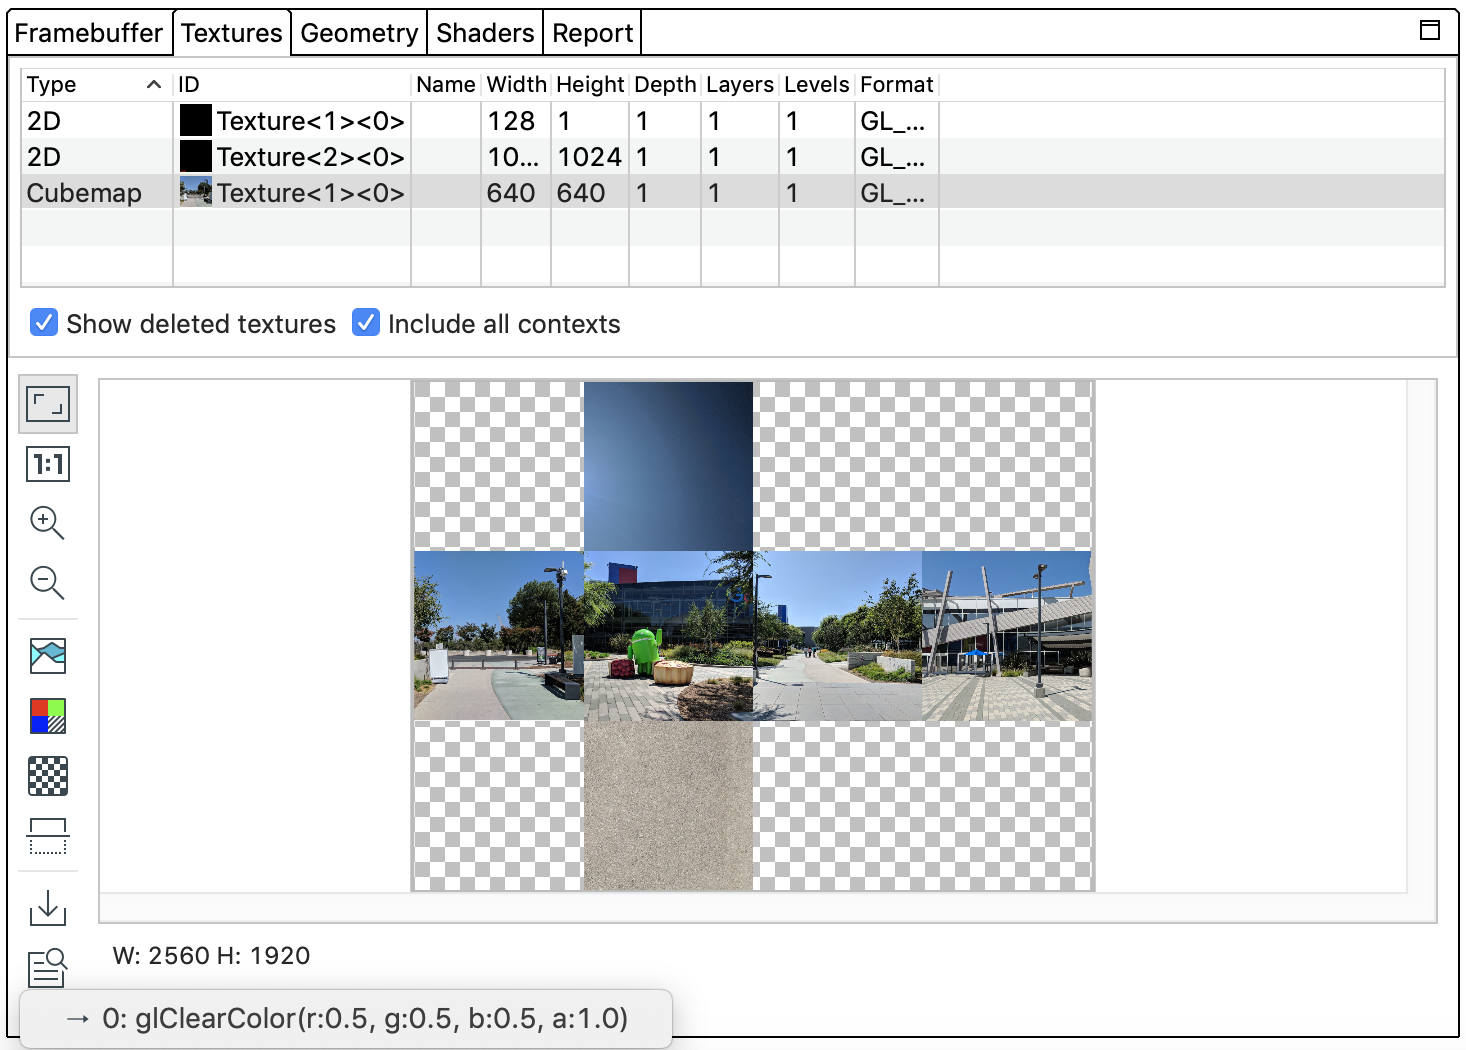 Framebuffer Textures Geometry Shaders Report
Type ID Name Width Height Depth Layers Levels Format
2D Texture<1><0> 128 1 1 1 1 GL_...
2D Texture<2><0> 10... 1024 1 1 1 GL_...
Cubemap Texture<1><0> 640 640 1 1 1 GL_...
Show deleted textures Include all contexts
1:1
W: 2560 H: 1920
→ 0: glClearColor(r:0.5, g:0.5, b:0.5, a:1.0)